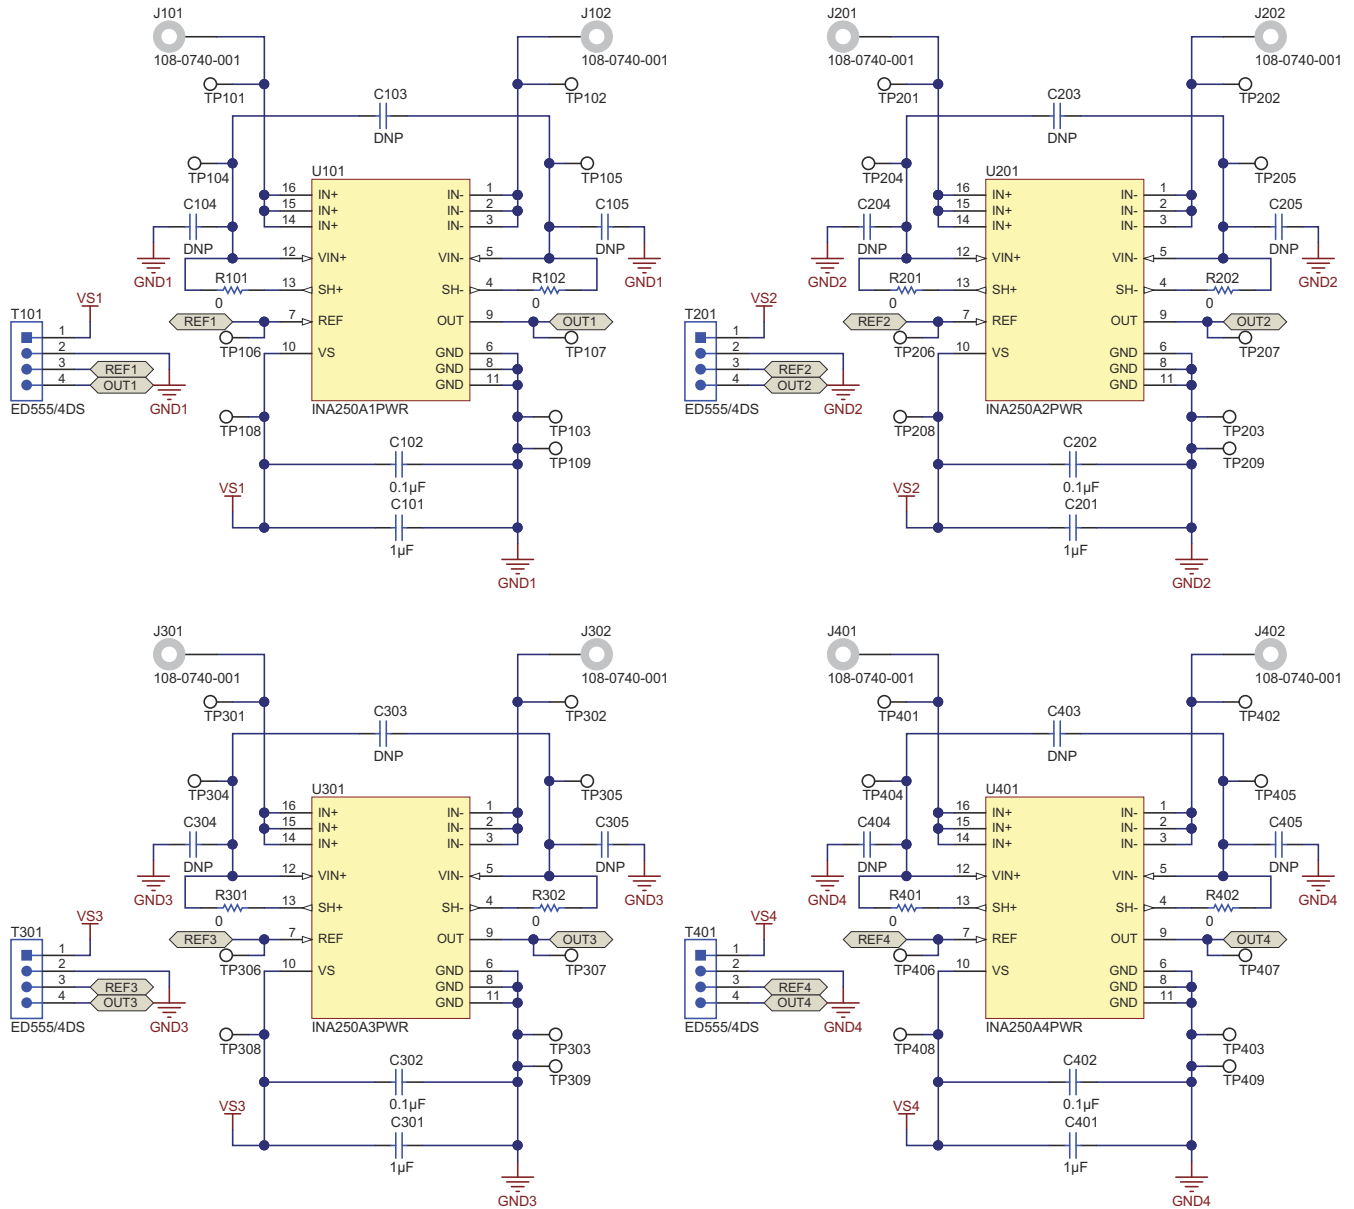 J101
108-0740-001
TP101
J102
108-0740-001
TP102
C103
DNP
TP104
TP105
C104
DNP
GND1
C105
DNP
GND1
U101
16 IN+ IN- 1
15 IN+ IN- 2
14 IN+ IN- 3
12 VIN+ VIN- 5
13 SH+ SH- 4
7 REF OUT 9
10 VS GND 6
GND 8
GND 11
INA250A1PWR
R101
0
R102
0
REF1
TP106
OUT1
TP107
T101
VS1
1
2
3 REF1
4 OUT1
GND1
ED555/4DS
TP108
TP103
TP109
C102
0.1µF
VS1
C101
1µF
GND1
J201
108-0740-001
TP201
J202
108-0740-001
TP202
C203
DNP
TP204
TP205
C204
DNP
GND2
C205
DNP
GND2
U201
16 IN+ IN- 1
15 IN+ IN- 2
14 IN+ IN- 3
12 VIN+ VIN- 5
13 SH+ SH- 4
7 REF OUT 9
10 VS GND 6
GND 8
GND 11
INA250A2PWR
R201
0
R202
0
REF2
TP206
OUT2
TP207
T201
VS2
1
2
3 REF2
4 OUT2
GND2
ED555/4DS
TP208
TP203
TP209
C202
0.1µF
VS2
C201
1µF
GND2
J301
108-0740-001
TP301
J302
108-0740-001
TP302
C303
DNP
TP304
TP305
C304
DNP
GND3
C305
DNP
GND3
U301
16 IN+ IN- 1
15 IN+ IN- 2
14 IN+ IN- 3
12 VIN+ VIN- 5
13 SH+ SH- 4
7 REF OUT 9
10 VS GND 6
GND 8
GND 11
INA250A3PWR
R301
0
R302
0
REF3
TP306
OUT3
TP307
T301
VS3
1
2
3 REF3
4 OUT3
GND3
ED555/4DS
TP308
TP303
TP309
C302
0.1µF
VS3
C301
1µF
GND3
J401
108-0740-001
TP401
J402
108-0740-001
TP402
C403
DNP
TP404
TP405
C404
DNP
GND4
C405
DNP
GND4
U401
16 IN+ IN- 1
15 IN+ IN- 2
14 IN+ IN- 3
12 VIN+ VIN- 5
13 SH+ SH- 4
7 REF OUT 9
10 VS GND 6
GND 8
GND 11
INA250A4PWR
R401
0
R402
0
REF4
TP406
OUT4
TP407
T401
VS4
1
2
3 REF4
4 OUT4
GND4
ED555/4DS
TP408
TP403
TP409
C402
0.1µF
VS4
C401
1µF
GND4